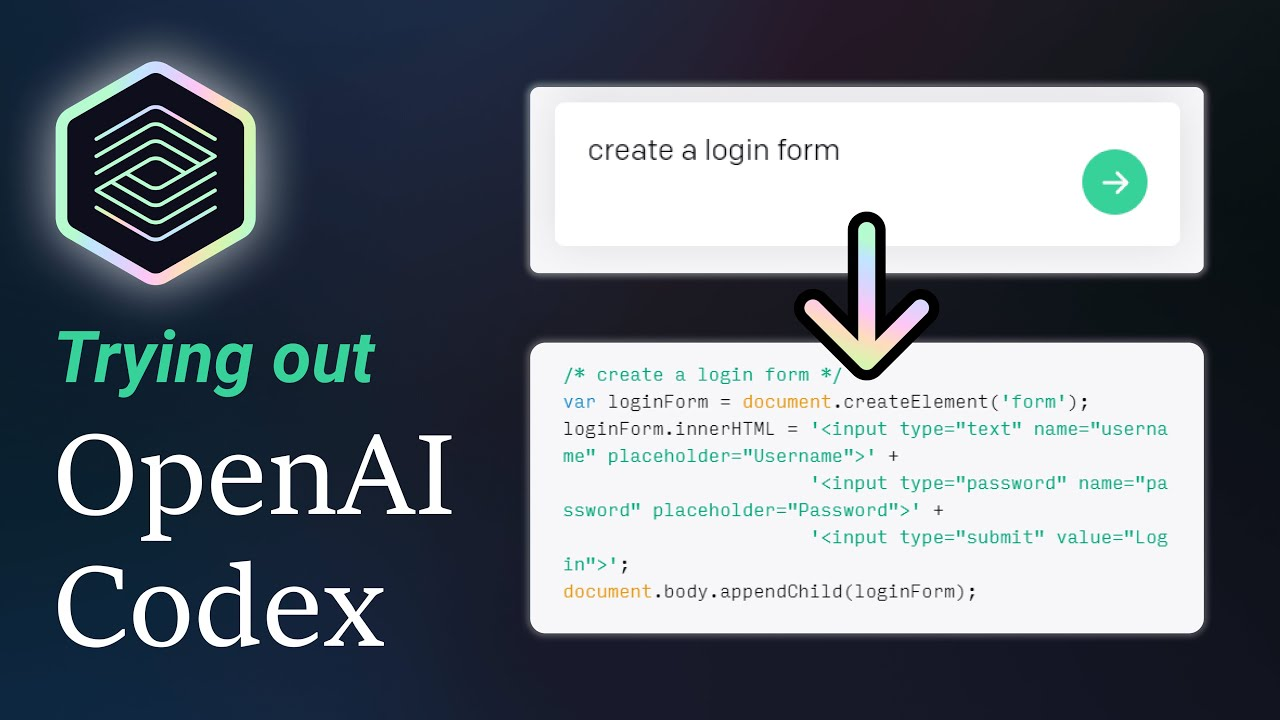 Trying out
OpenAI
Codex
create a login form
/* create a login form */
var loginForm = document.createElement('form');
loginForm.innerHTML = '<input type="text" name="userna
me" placeholder="Username">' +
'<input type="password" name="pa
ssword" placeholder="Password">' +
'<input type="submit" value="Log
in">';
document.body.appendChild(loginForm);